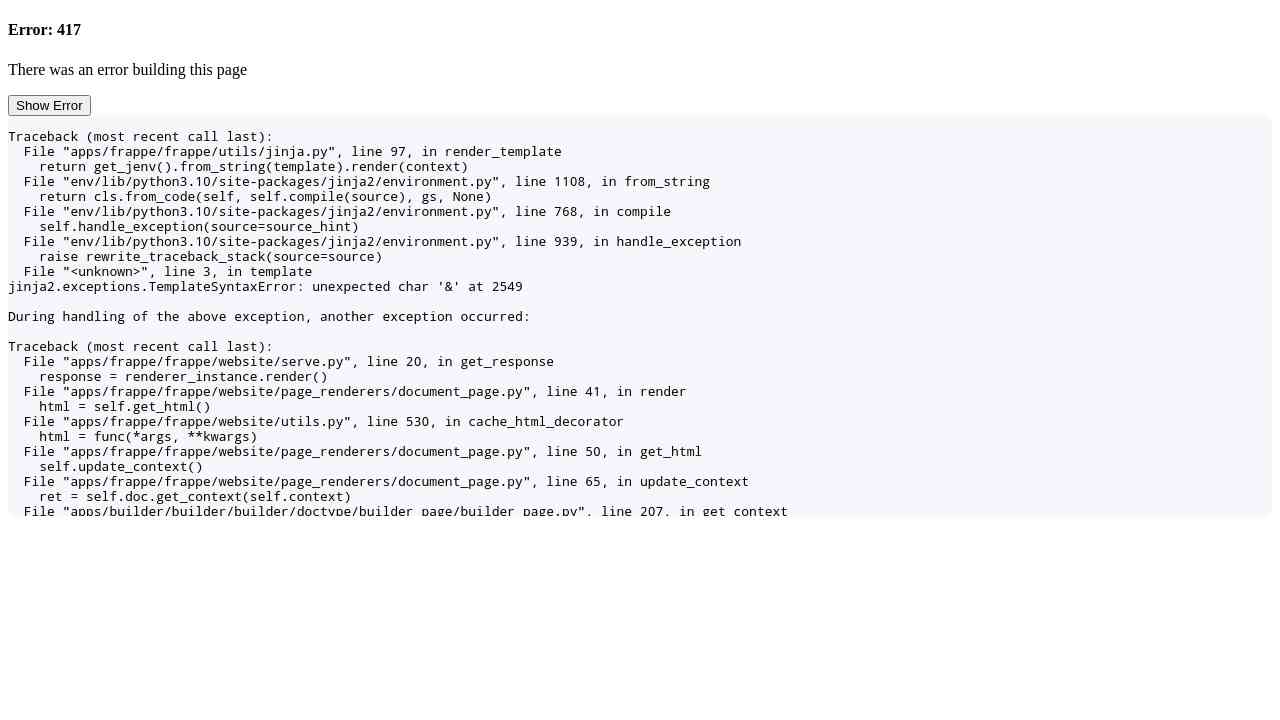 Error: 417
There was an error building this page
Show Error
Traceback (most recent call last):
  File "apps/frappe/frappe/utils/jinja.py", line 97, in render_template
    return get_jenv().from_string(template).render(context)
  File "env/lib/python3.10/site-packages/jinja2/environment.py", line 1108, in from_string
    return cls.from_code(self, self.compile(source), gs, None)
  File "env/lib/python3.10/site-packages/jinja2/environment.py", line 768, in compile
    self.handle_exception(source=source_hint)
  File "env/lib/python3.10/site-packages/jinja2/environment.py", line 939, in handle_exception
    raise rewrite_traceback_stack(source=source)
  File "<unknown>", line 3, in template
jinja2.exceptions.TemplateSyntaxError: unexpected char '&' at 2549
During handling of the above exception, another exception occurred:
Traceback (most recent call last):
  File "apps/frappe/frappe/website/serve.py", line 20, in get_response
    response = renderer_instance.render()
  File "apps/frappe/frappe/website/page_renderers/document_page.py", line 41, in render
    html = self.get_html()
  File "apps/frappe/frappe/website/utils.py", line 530, in cache_html_decorator
    html = func(*args, **kwargs)
  File "apps/frappe/frappe/website/page_renderers/document_page.py", line 50, in get_html
    self.update_context()
  File "apps/frappe/frappe/website/page_renderers/document_page.py", line 65, in update_context
    ret = self.doc.get_context(self.context)
  File "apps/builder/builder/builder/doctype/builder_page/builder_page.py", line 207, in get_context